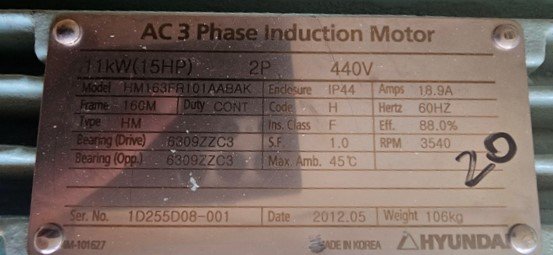 AC 3 Phase Induction Motor
11kW(15HP) 2P 440V
Model HM163FR101AABAK Enclosure IP44 Amps 18.9A
Frame 160M Duty CONT Code H Hertz 60HZ
Type HM Ins. Class F Eff. 88.0%
Bearing (Drive) 6309ZZC3 S.F. 1.0 RPM 3540
Bearing (Opp.) 6309ZZC3 Max. Amb. 45℃
20
Ser. No. 1D255D08-001 Date 2012.05 Weight 106kg
MADE IN KOREA HYUNDAI